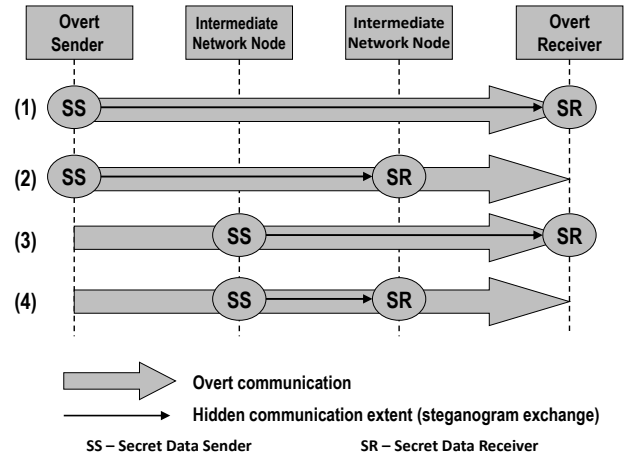 Overt Sender
Intermediate Network Node
Intermediate Network Node
Overt Receiver
(1) SS SR
(2) SS SR
(3) SS SR
(4) SS SR
Overt communication
Hidden communication extent (steganogram exchange)
SS – Secret Data Sender SR – Secret Data Receiver